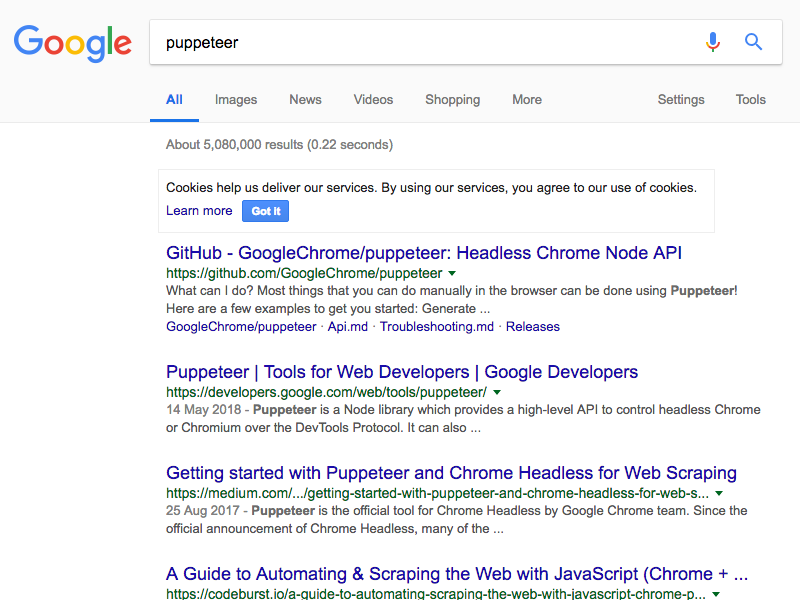 Google
puppeteer
All Images News Videos Shopping More Settings Tools
About 5,080,000 results (0.22 seconds)
Cookies help us deliver our services. By using our services, you agree to our use of cookies.
Learn more Got it
GitHub - GoogleChrome/puppeteer: Headless Chrome Node API
https://github.com/GoogleChrome/puppeteer
What can I do? Most things that you can do manually in the browser can be done using Puppeteer!
Here are a few examples to get you started: Generate ...
GoogleChrome/puppeteer · Api.md · Troubleshooting.md · Releases
Puppeteer | Tools for Web Developers | Google Developers
https://developers.google.com/web/tools/puppeteer/
14 May 2018 - Puppeteer is a Node library which provides a high-level API to control headless Chrome
or Chromium over the DevTools Protocol. It can also ...
Getting started with Puppeteer and Chrome Headless for Web Scraping
https://medium.com/.../getting-started-with-puppeteer-and-chrome-headless-for-web-s...
25 Aug 2017 - Puppeteer is the official tool for Chrome Headless by Google Chrome team. Since the
official announcement of Chrome Headless, many of the ...
A Guide to Automating & Scraping the Web with JavaScript (Chrome + ...
https://codeburst.io/a-guide-to-automating-scraping-the-web-with-javascript-chrome-p...